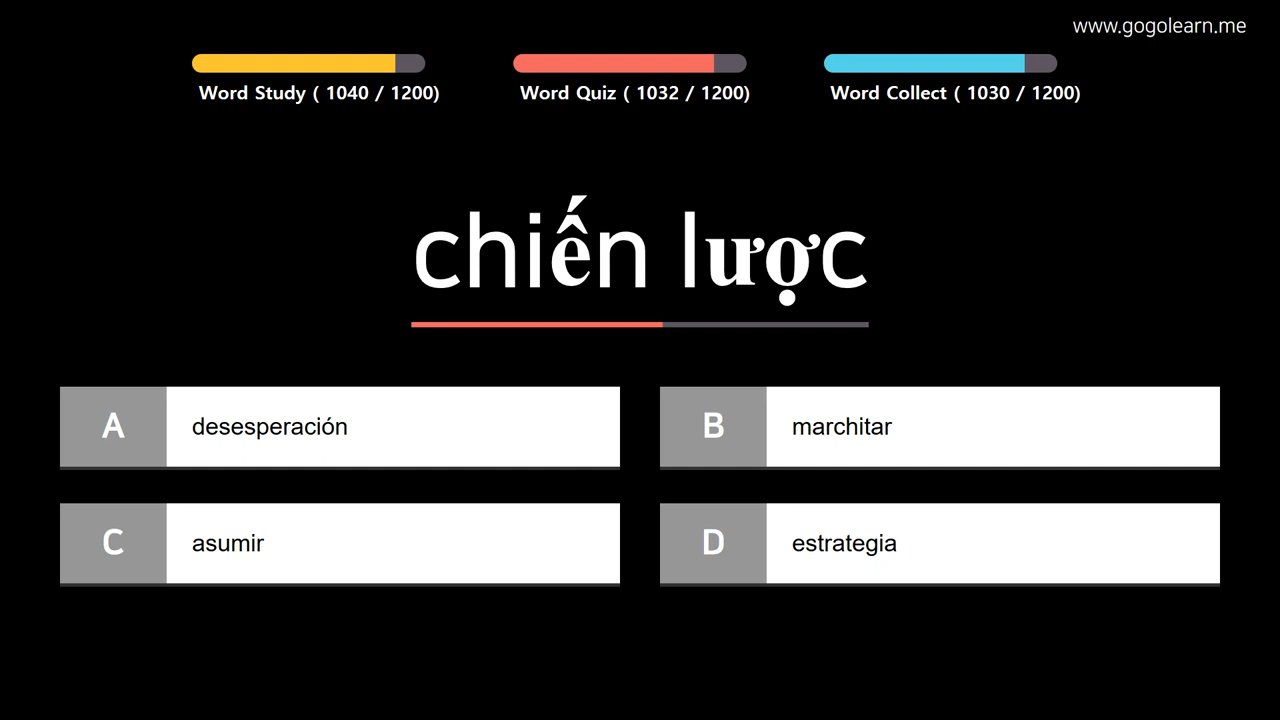 www.gogolearn.me
Word Study ( 1040 / 1200)
Word Quiz ( 1032 / 1200)
Word Collect ( 1030 / 1200)
chiến lược
A desesperación
B marchitar
C asumir
D estrategia